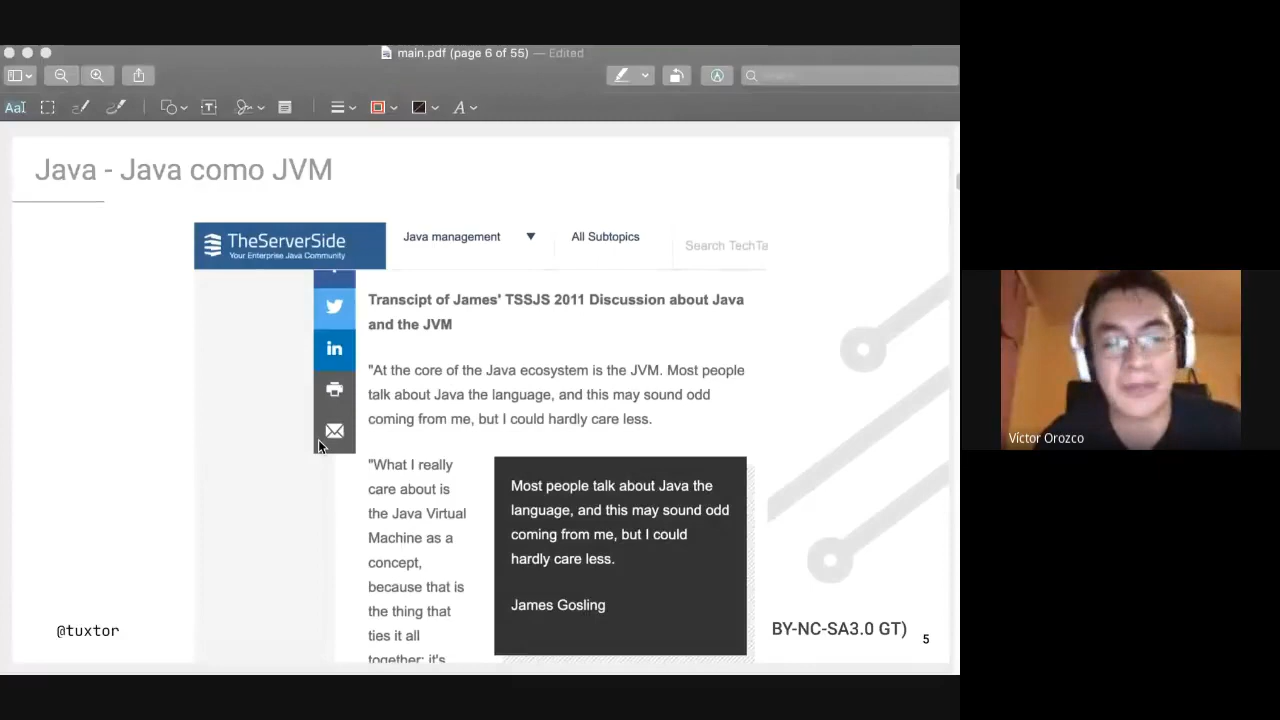 main.pdf (page 6 of 55) — Edited
Java - Java como JVM
TheServerSide
Your Enterprise Java Community
Java management
All Subtopics
Search TechTa
Transcipt of James' TSSJS 2011 Discussion about Java
and the JVM
"At the core of the Java ecosystem is the JVM. Most people
talk about Java the language, and this may sound odd
coming from me, but I could hardly care less.
"What I really
care about is
the Java Virtual
Machine as a
concept,
because that is
the thing that
ties it all
together; it's
Most people talk about Java the
language, and this may sound odd
coming from me, but I could
hardly care less.
James Gosling
@tuxtor
BY-NC-SA3.0 GT)
5
Víctor Orozco